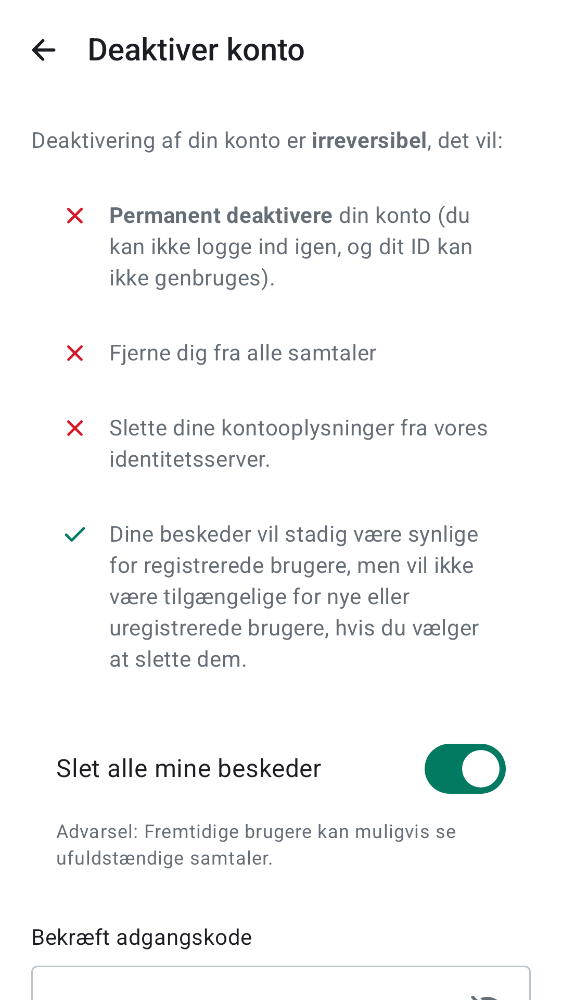 Deaktiver konto
Deaktivering af din konto er irreversibel, det vil:
Permanent deaktivere din konto (du
kan ikke logge ind igen, og dit ID kan
ikke genbruges).
Fjerne dig fra alle samtaler
Slette dine kontooplysninger fra vores
identitetsserver.
Dine beskeder vil stadig være synlige
for registrerede brugere, men vil ikke
være tilgængelige for nye eller
uregistrerede brugere, hvis du vælger
at slette dem.
Slet alle mine beskeder
Advarsel: Fremtidige brugere kan muligvis se
ufuldstændige samtaler.
Bekræft adgangskode